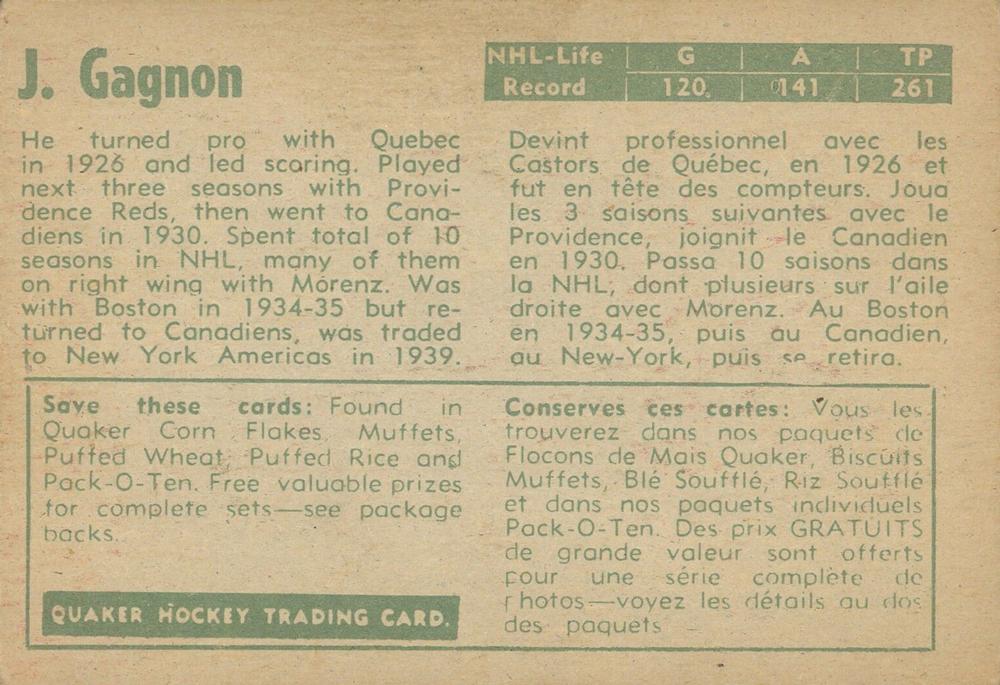 J. Gagnon
NHL-Life G A TP
Record 120 141 261
He turned pro with Quebec
in 1926 and led scoring. Played
next three seasons with Provi-
dence Reds, then went to Cana-
diens in 1930. Spent total of 10
seasons in NHL, many of them
on right wing with Morenz. Was
with Boston in 1934-35 but re-
turned to Canadiens, was traded
to New York Americas in 1939.
Devint professionnel avec les
Castors de Québec, en 1926 et
fut en tête des compteurs. Joua
les 3 saisons suivantes avec le
Providence, joignit le Canadien
en 1930. Passa 10 saisons dans
la NHL, dont plusieurs sur l'aile
droite avec Morenz. Au Boston
en 1934-35, puis au Canadien,
au New-York, puis se retira.
Save these cards: Found in
Quaker Corn Flakes, Muffets,
Puffed Wheat, Puffed Rice and
Pack-O-Ten. Free valuable prizes
for complete sets—see package
backs.
QUAKER HOCKEY TRADING CARD.
Conserves ces cartes: Vous les
trouverez dans nos paquets de
Flocons de Mais Quaker, Biscuits
Muffets, Blé Soufflé, Riz Soufflé
et dans nos paquets individuels
Pack-O-Ten. Des prix GRATUITS
de grande valeur sont offerts
pour une série complète de
photos—voyez les détails au dos
des paquets